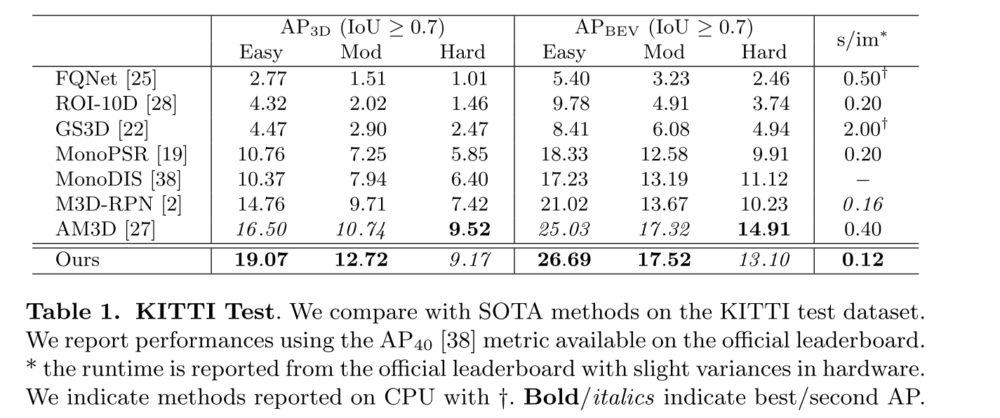 AP3D (IoU ≥ 0.7) APBEV (IoU ≥ 0.7) s/im*
Easy Mod Hard Easy Mod Hard
FQNet [25] 2.77 1.51 1.01 5.40 3.23 2.46 0.50†
ROI-10D [28] 4.32 2.02 1.46 9.78 4.91 3.74 0.20
GS3D [22] 4.47 2.90 2.47 8.41 6.08 4.94 2.00†
MonoPSR [19] 10.76 7.25 5.85 18.33 12.58 9.91 0.20
MonoDIS [38] 10.37 7.94 6.40 17.23 13.19 11.12 −
M3D-RPN [2] 14.76 9.71 7.42 21.02 13.67 10.23 0.16
AM3D [27] 16.50 10.74 9.52 25.03 17.32 14.91 0.40
Ours 19.07 12.72 9.17 26.69 17.52 13.10 0.12
Table 1. KITTI Test. We compare with SOTA methods on the KITTI test dataset.
We report performances using the AP40 [38] metric available on the official leaderboard.
* the runtime is reported from the official leaderboard with slight variances in hardware.
We indicate methods reported on CPU with †. Bold/italics indicate best/second AP.